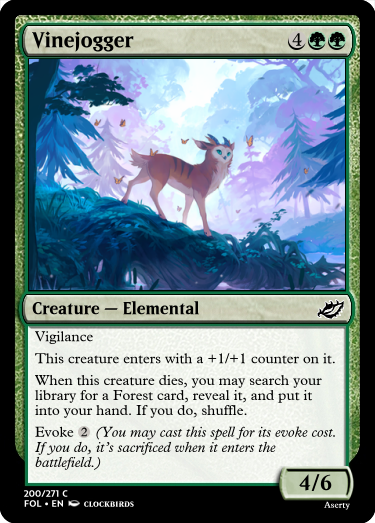 Vinejogger 4
Creature — Elemental
Vigilance
This creature enters with a +1/+1 counter on it.
When this creature dies, you may search your
library for a Forest card, reveal it, and put it
into your hand. If you do, shuffle.
Evoke 2 (You may cast this spell for its evoke cost.
If you do, it's sacrificed when it enters the
battlefield.)
4/6
200/271 C
FOL • EN CLOCKBIRDS
Aserty